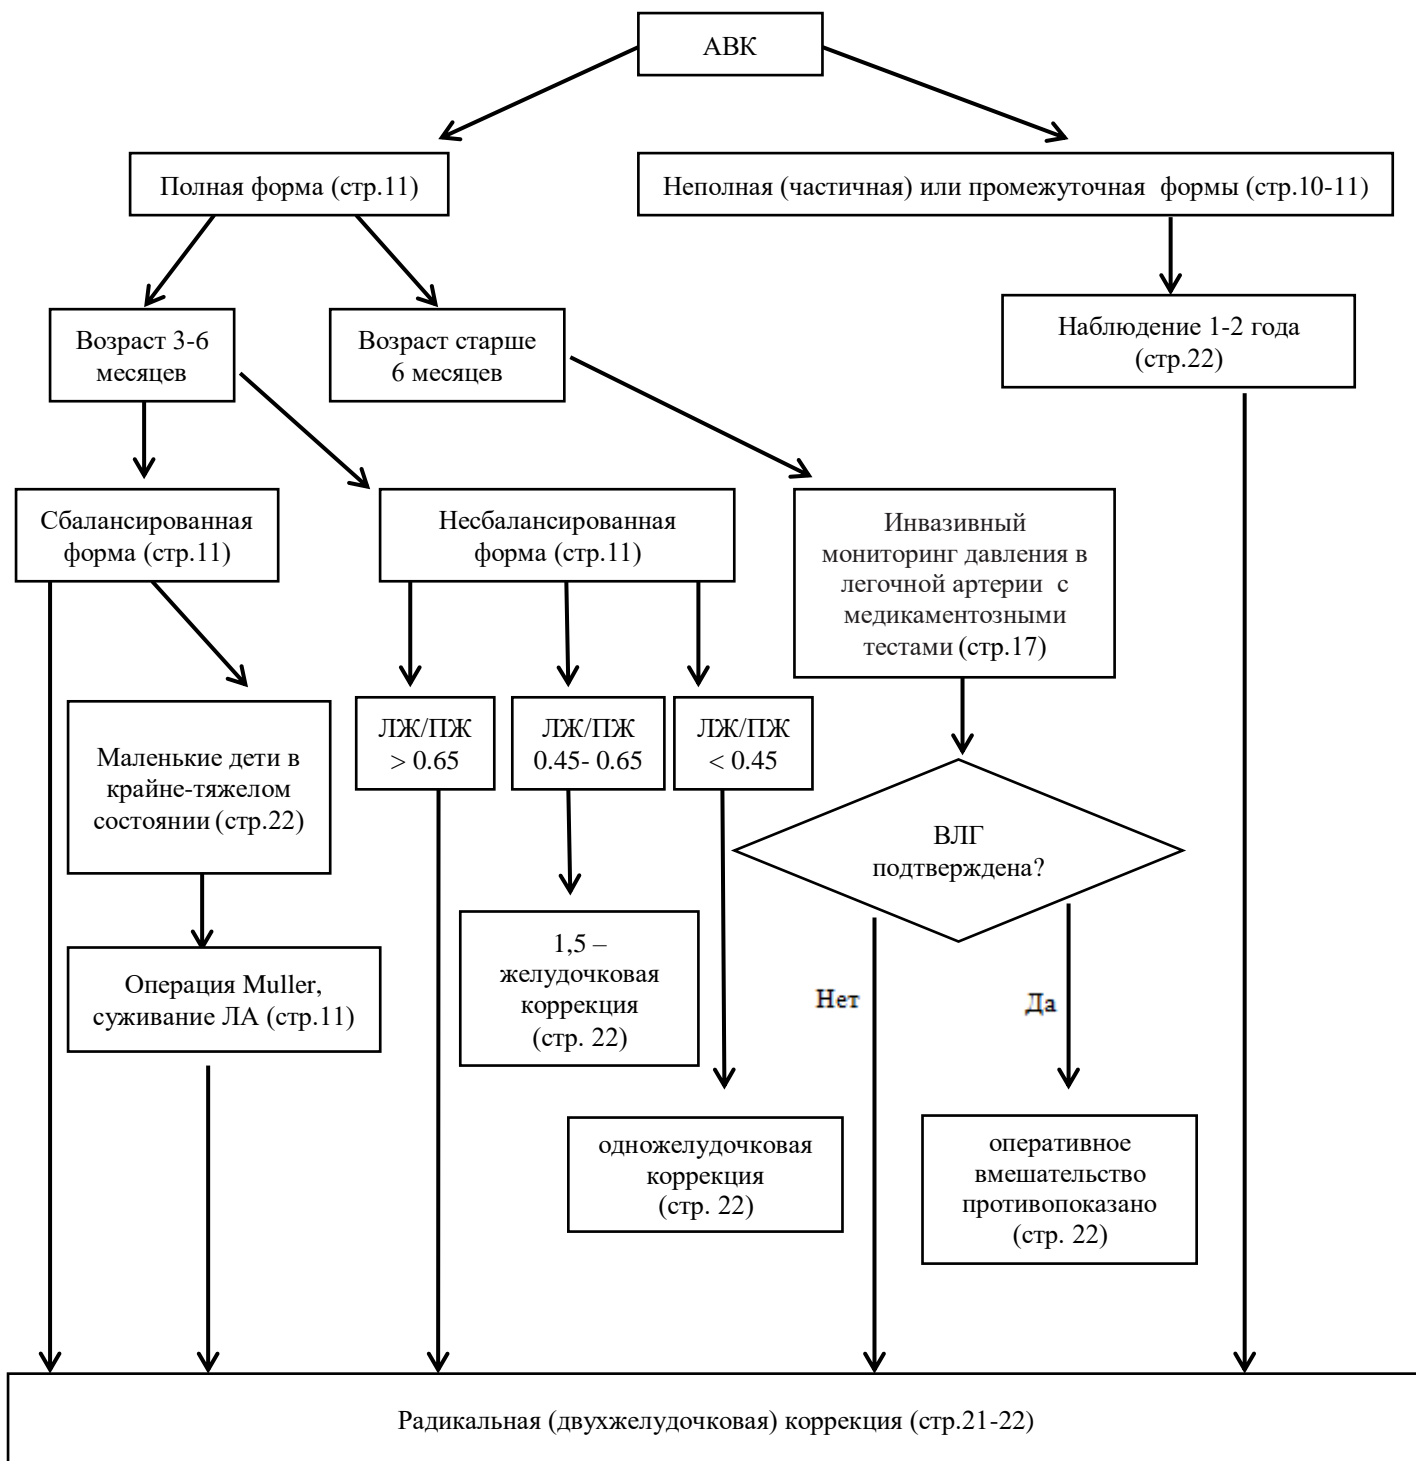 АВК
Полная форма (стр.11)
Неполная (частичная) или промежуточная формы (стр.10-11)
Возраст 3-6
месяцев
Возраст старше
6 месяцев
Наблюдение 1-2 года
(стр.22)
Сбалансированная
форма (стр.11)
Несбалансированная
форма (стр.11)
Инвазивный
мониторинг давления в
легочной артерии с
медикаментозными
тестами (стр.17)
Маленькие дети в
крайне-тяжелом
состоянии (стр.22)
ЛЖ/ПЖ
> 0.65
ЛЖ/ПЖ
0.45- 0.65
ЛЖ/ПЖ
< 0.45
ВЛГ
подтверждена?
Операция Muller,
суживание ЛА (стр.11)
1,5 –
желудочковая
коррекция
(стр. 22)
Нет
Да
одножелудочковая
коррекция
(стр. 22)
оперативное
вмешательство
противопоказано
(стр. 22)
Радикальная (двухжелудочковая) коррекция (стр.21-22)